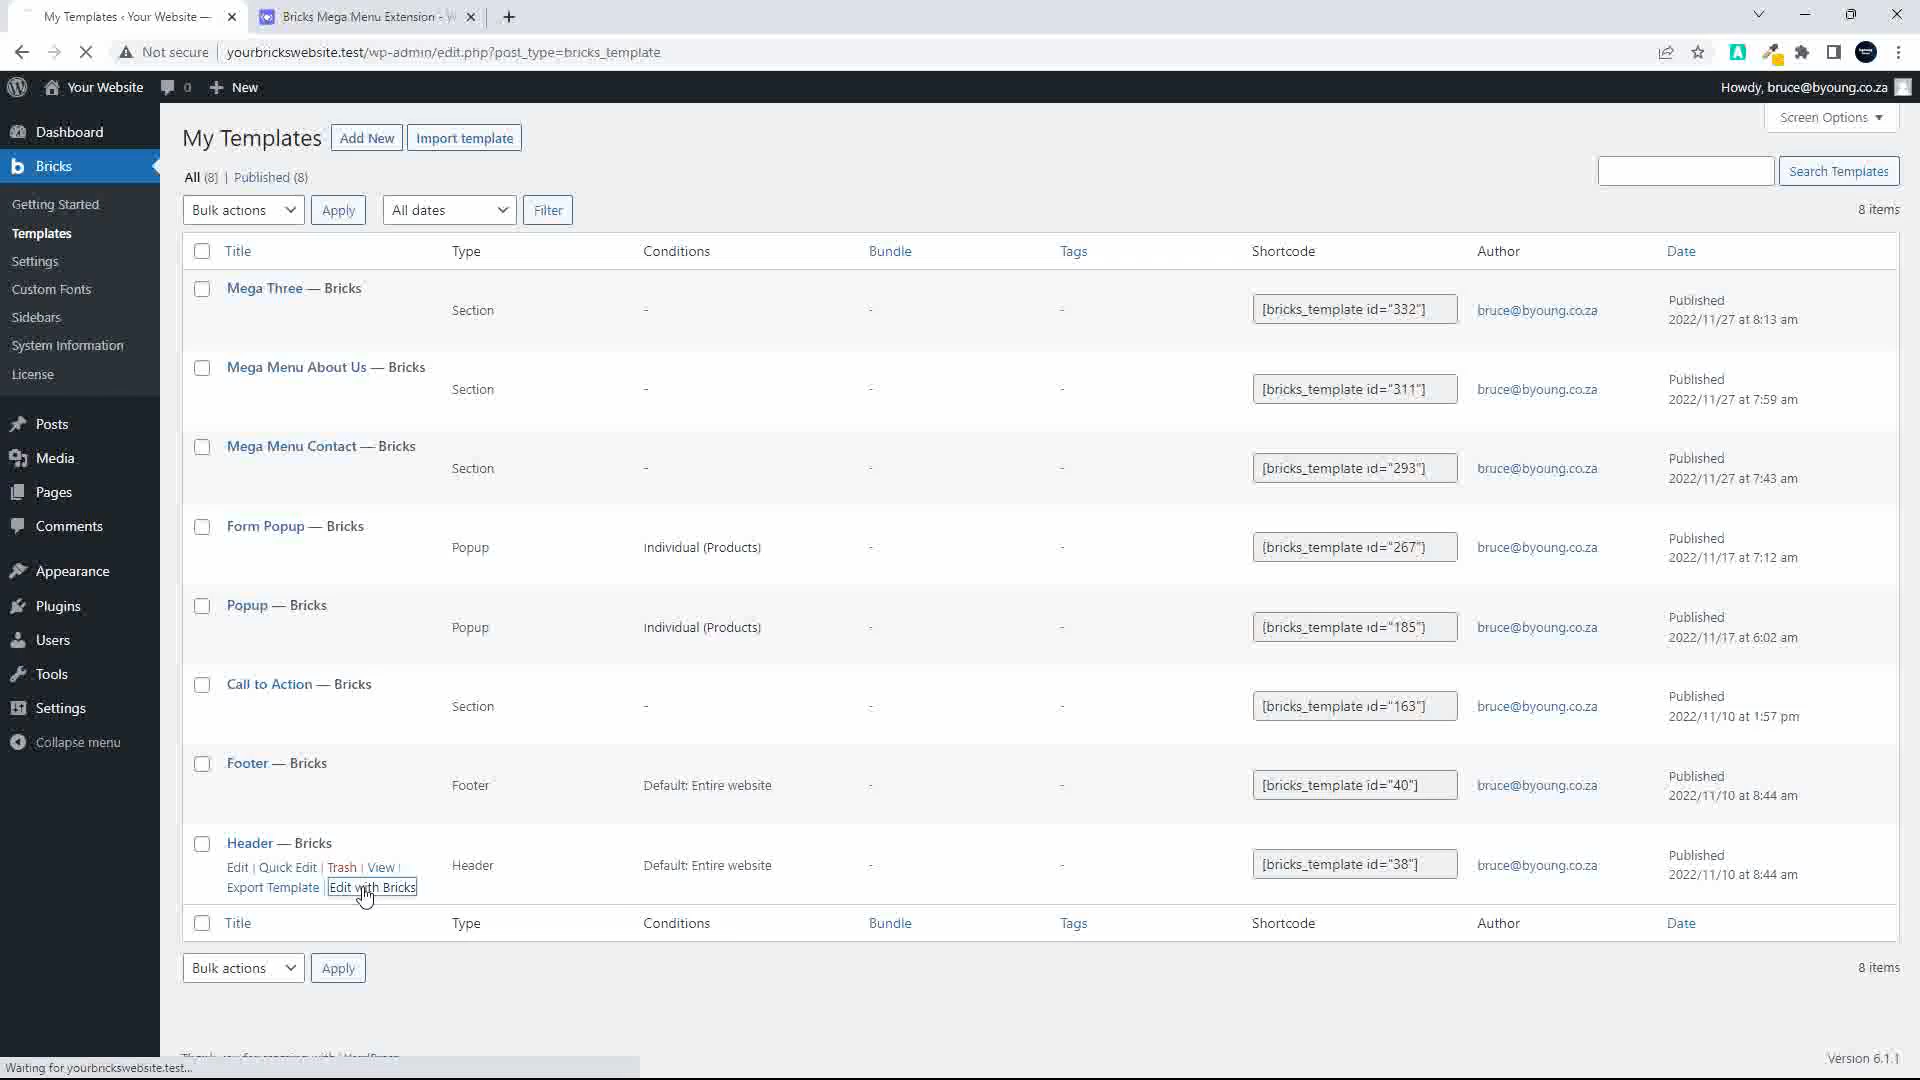 My Templates ‹ Your Website —
Bricks Mega Menu Extension - W
Not secure
yourbrickswebsite.test/wp-admin/edit.php?post_type=bricks_template
Your Website
0
New
Howdy, bruce@byoung.co.za
Dashboard
Bricks
Getting Started
Templates
Settings
Custom Fonts
Sidebars
System Information
License
Posts
Media
Pages
Comments
Appearance
Plugins
Users
Tools
Settings
Collapse menu
Screen Options
My Templates
Add New
Import template
All (8) | Published (8)
Search Templates
Bulk actions
Apply
All dates
Filter
8 items
Title Type Conditions Bundle Tags Shortcode Author Date
Mega Three — Bricks
Section - - - [bricks_template id="332"] bruce@byoung.co.za Published
2022/11/27 at 8:13 am
Mega Menu About Us — Bricks
Section - - - [bricks_template id="311"] bruce@byoung.co.za Published
2022/11/27 at 7:59 am
Mega Menu Contact — Bricks
Section - - - [bricks_template id="293"] bruce@byoung.co.za Published
2022/11/27 at 7:43 am
Form Popup — Bricks
Popup Individual (Products) - - [bricks_template id="267"] bruce@byoung.co.za Published
2022/11/17 at 7:12 am
Popup — Bricks
Popup Individual (Products) - - [bricks_template id="185"] bruce@byoung.co.za Published
2022/11/17 at 6:02 am
Call to Action — Bricks
Section - - - [bricks_template id="163"] bruce@byoung.co.za Published
2022/11/10 at 1:57 pm
Footer — Bricks
Footer Default: Entire website - - [bricks_template id="40"] bruce@byoung.co.za Published
2022/11/10 at 8:44 am
Header — Bricks
Edit | Quick Edit | Trash | View |
Export Template | Edit with Bricks
Header Default: Entire website - - [bricks_template id="38"] bruce@byoung.co.za Published
2022/11/10 at 8:44 am
Title Type Conditions Bundle Tags Shortcode Author Date
Bulk actions
Apply
8 items
Version 6.1.1
Waiting for yourbrickswebsite.test...